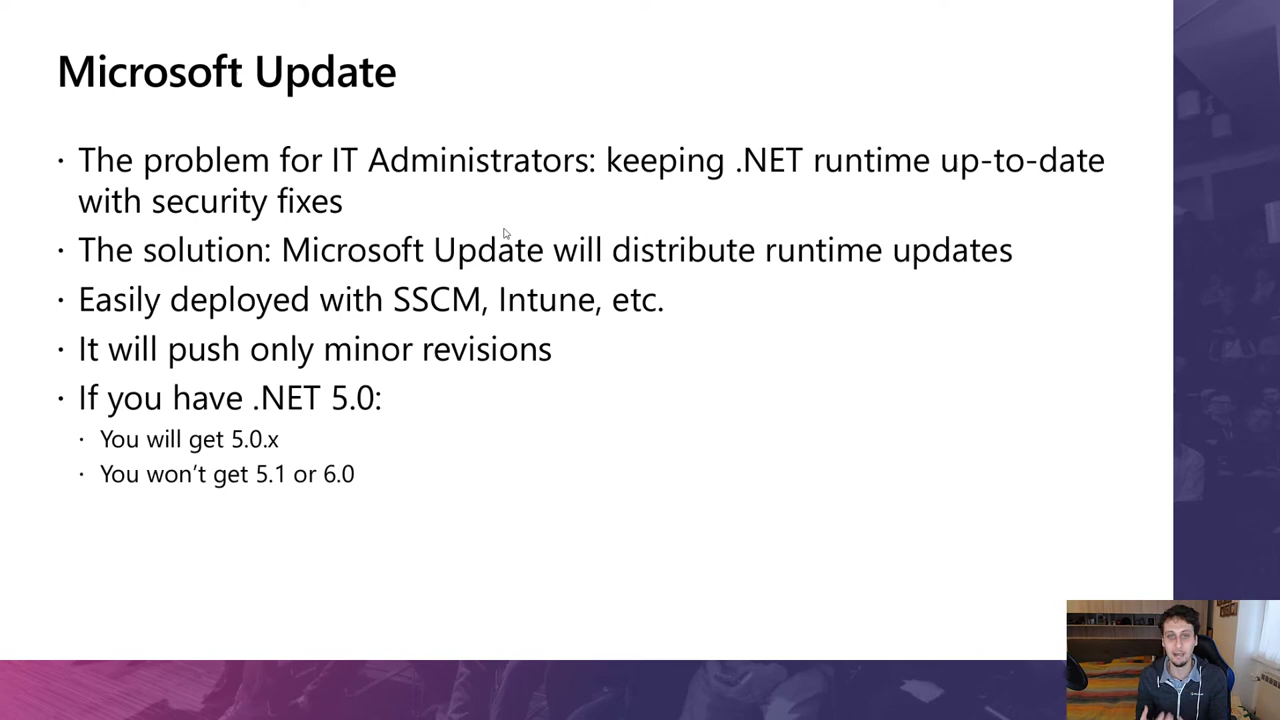 Microsoft Update
· The problem for IT Administrators: keeping .NET runtime up-to-date
with security fixes
· The solution: Microsoft Update will distribute runtime updates
· Easily deployed with SSCM, Intune, etc.
· It will push only minor revisions
· If you have .NET 5.0:
· You will get 5.0.x
· You won't get 5.1 or 6.0